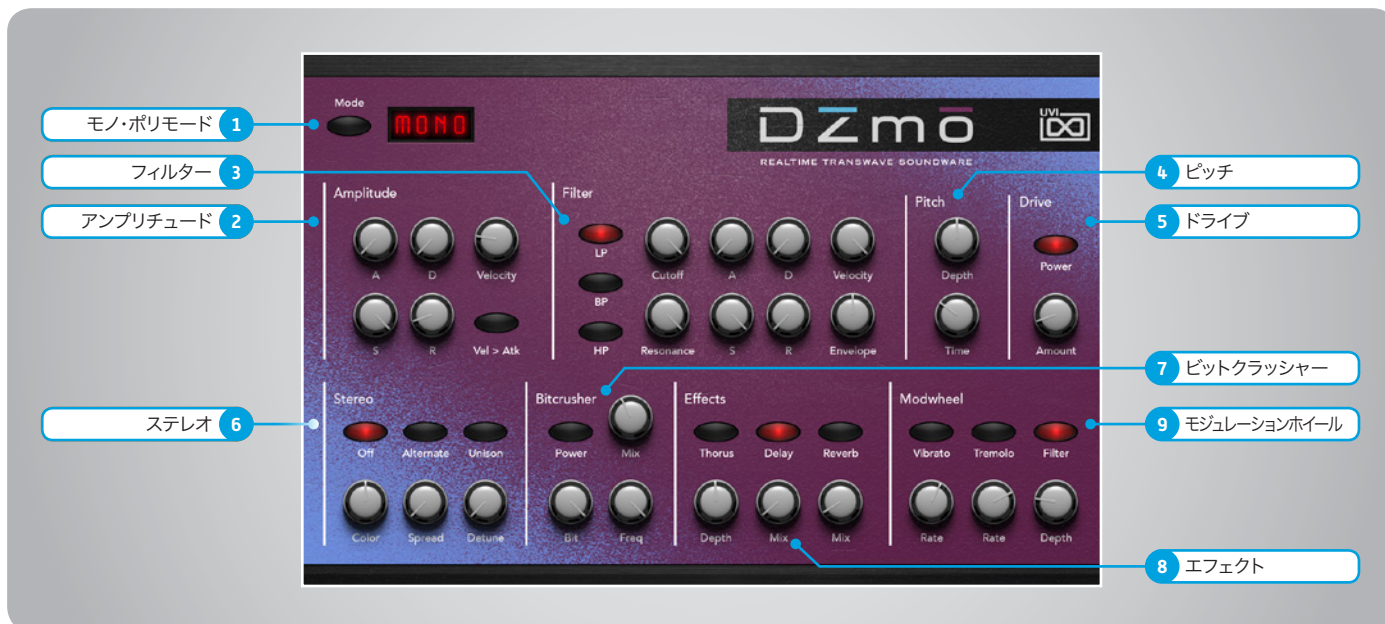 Mode
MONO
Dzmō
UVI
REALTIME TRANSWAVE SOUNDWARE
モノ・ポリモード 1
フィルター 3
アンプリチュード 2
4 ピッチ
5 ドライブ
Amplitude
A
D
Velocity
S
R
Vel > Atk
Filter
LP
BP
HP
Cutoff
A
D
Velocity
Resonance
S
R
Envelope
Pitch
Depth
Time
Drive
Power
Amount
ステレオ 6
7 ビットクラッシャー
9 モジュレーションホイール
8 エフェクト
Stereo
Off
Alternate
Unison
Color
Spread
Detune
Bitcrusher
Power
Mix
Bit
Freq
Effects
Thorus
Delay
Reverb
Depth
Mix
Mix
Modwheel
Vibrato
Tremolo
Filter
Rate
Rate
Depth